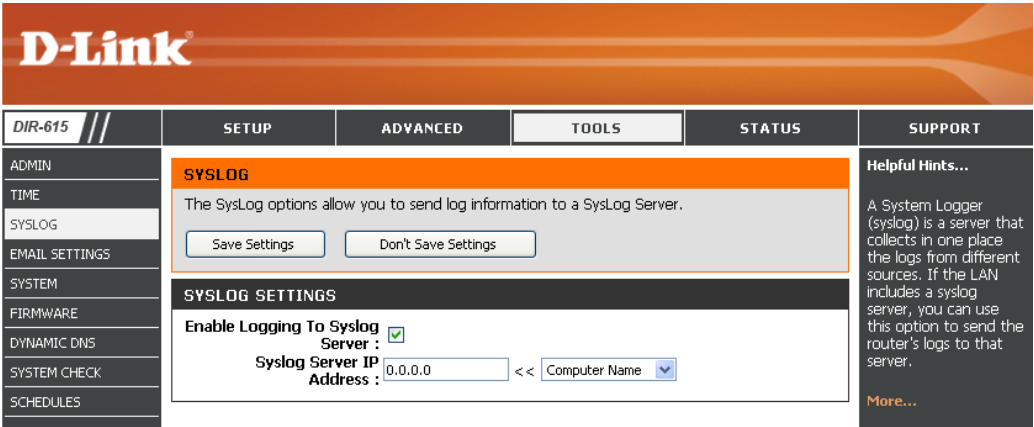 D-Link
DIR-615
SETUP
ADVANCED
TOOLS
STATUS
SUPPORT
ADMIN
TIME
SYSLOG
EMAIL SETTINGS
SYSTEM
FIRMWARE
DYNAMIC DNS
SYSTEM CHECK
SCHEDULES
SYSLOG
The SysLog options allow you to send log information to a SysLog Server.
Save Settings
Don't Save Settings
SYSLOG SETTINGS
Enable Logging To Syslog
Server :
Syslog Server IP
Address :
0.0.0.0
<<
Computer Name
Helpful Hints...
A System Logger
(syslog) is a server that
collects in one place
the logs from different
sources. If the LAN
includes a syslog
server, you can use
this option to send the
router's logs to that
server.
More...